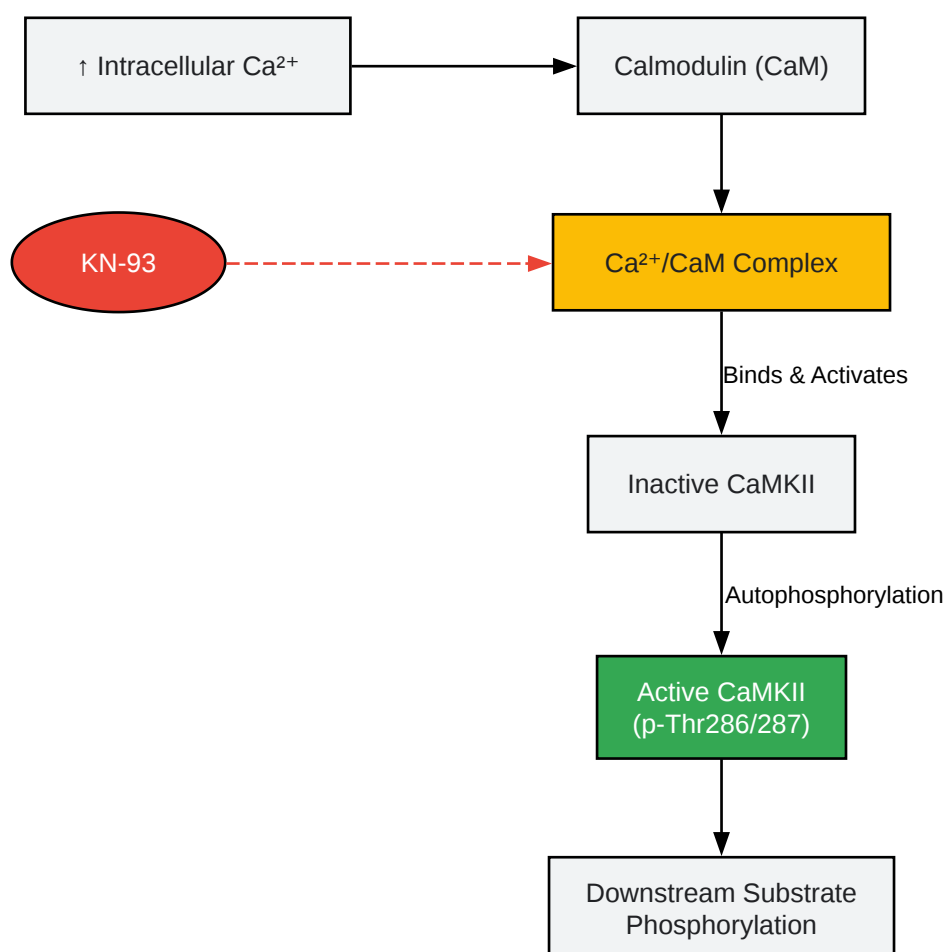 ↑ Intracellular Ca²⁺
Calmodulin (CaM)
KN-93
Ca²⁺/CaM Complex
Binds & Activates
Inactive CaMKII
Autophosphorylation
Active CaMKII
(p-Thr286/287)
Downstream Substrate
Phosphorylation